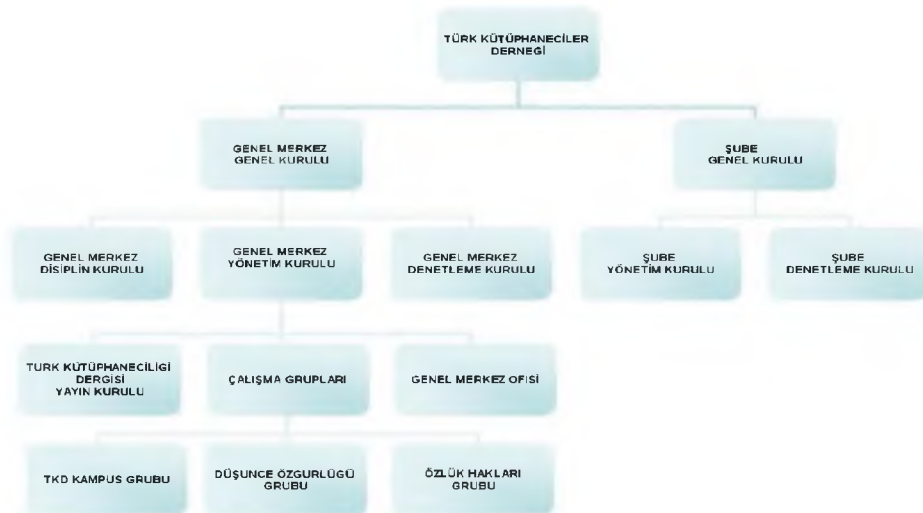 TÜRK KÜTÜPHANECİLER
DERNEGİ
GENEL MERKEZ
GENEL KURULU
ŞUBE
GENEL KURULU
GENEL MERKEZ
DİSİPLİN KURULU
GENEL MERKEZ
YÖNETİM KURULU
GENEL MERKEZ
DENETLEME KURULU
ŞUBE
YÖNETİM KURULU
ŞUBE
DENETLEME KURULU
TURK KÜTÜPHANECİLİGİ
DERGİSİ
YAYIN KURULU
ÇALIŞMA GRUPLARI
GENEL MERKEZ OFİSİ
TKD KAMPUS GRUBU
DÜŞUNCE ÖZGURLÜGÜ
GRUBU
ÖZLÜK HAKLARI
GRUBU